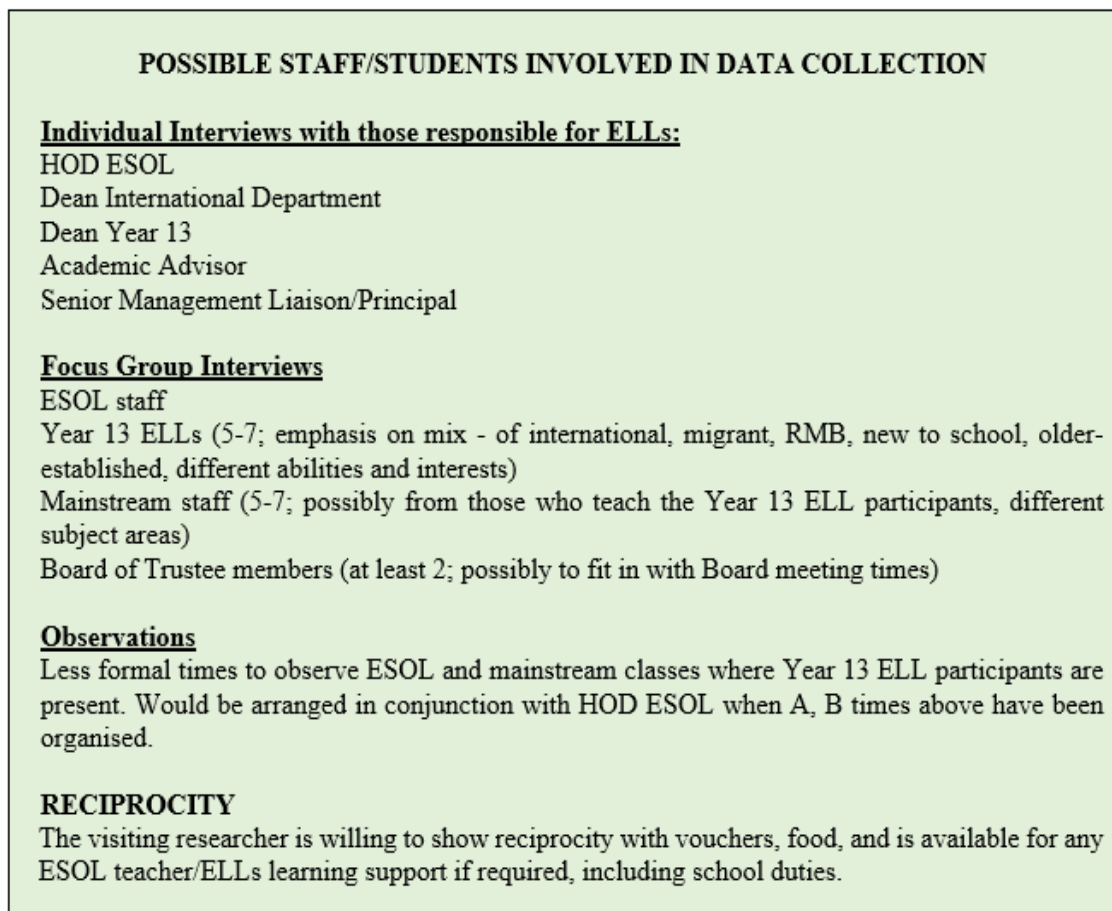 POSSIBLE STAFF/STUDENTS INVOLVED IN DATA COLLECTION
Individual Interviews with those responsible for ELLs:
HOD ESOL
Dean International Department
Dean Year 13
Academic Advisor
Senior Management Liaison/Principal
Focus Group Interviews
ESOL staff
Year 13 ELLs (5-7; emphasis on mix - of international, migrant, RMB, new to school, older-
established, different abilities and interests)
Mainstream staff (5-7; possibly from those who teach the Year 13 ELL participants, different
subject areas)
Board of Trustee members (at least 2; possibly to fit in with Board meeting times)
Observations
Less formal times to observe ESOL and mainstream classes where Year 13 ELL participants are
present. Would be arranged in conjunction with HOD ESOL when A, B times above have been
organised.
RECIPROCITY
The visiting researcher is willing to show reciprocity with vouchers, food, and is available for any
ESOL teacher/ELLs learning support if required, including school duties.